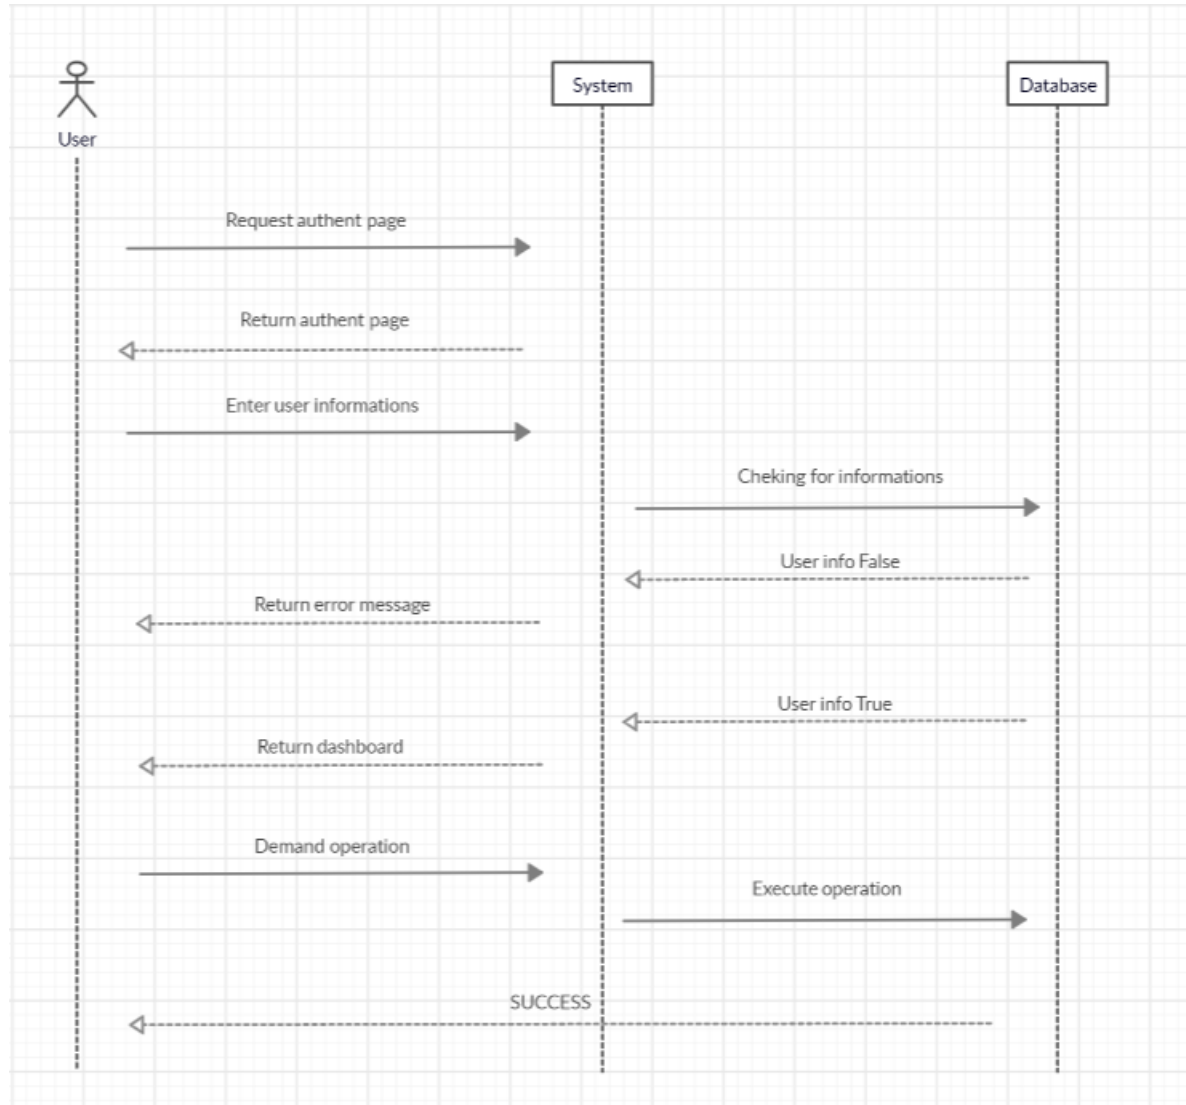 User
System
Database
Request authent page
Return authent page
Enter user informations
Cheking for informations
User info False
Return error message
User info True
Return dashboard
Demand operation
Execute operation
SUCCESS